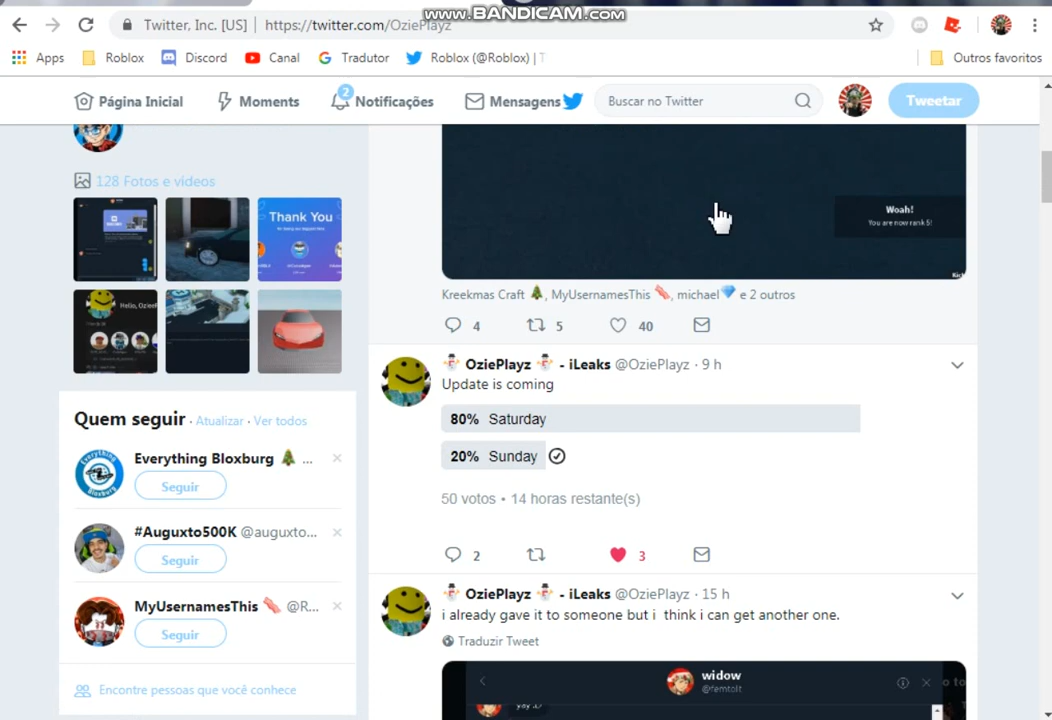 www.BANDICAM.com
Twitter, Inc. [US] | https://twitter.com/OziePlayz
Apps Roblox Discord Canal Tradutor Roblox (@Roblox) | T Outros favoritos
Página Inicial Moments 2 Notificações Mensagens Buscar no Twitter Tweetar
128 Fotos e vídeos
Thank You
Woah!
You are now rank 5!
Kreekmas Craft 🎄, MyUsernamesThis, michael💎 e 2 outros
4 5 40
OziePlayz - iLeaks @OziePlayz · 9 h
Update is coming
80% Saturday
20% Sunday
50 votos • 14 horas restante(s)
2 3
OziePlayz - iLeaks @OziePlayz · 15 h
i already gave it to someone but i think i can get another one.
Traduzir Tweet
widow
@femtolt
yay
Quem seguir · Atualizar · Ver todos
Everything Bloxburg 🎄 ...
Seguir
#Auguxto500K @auguxto...
Seguir
MyUsernamesThis @R...
Seguir
Encontre pessoas que você conhece